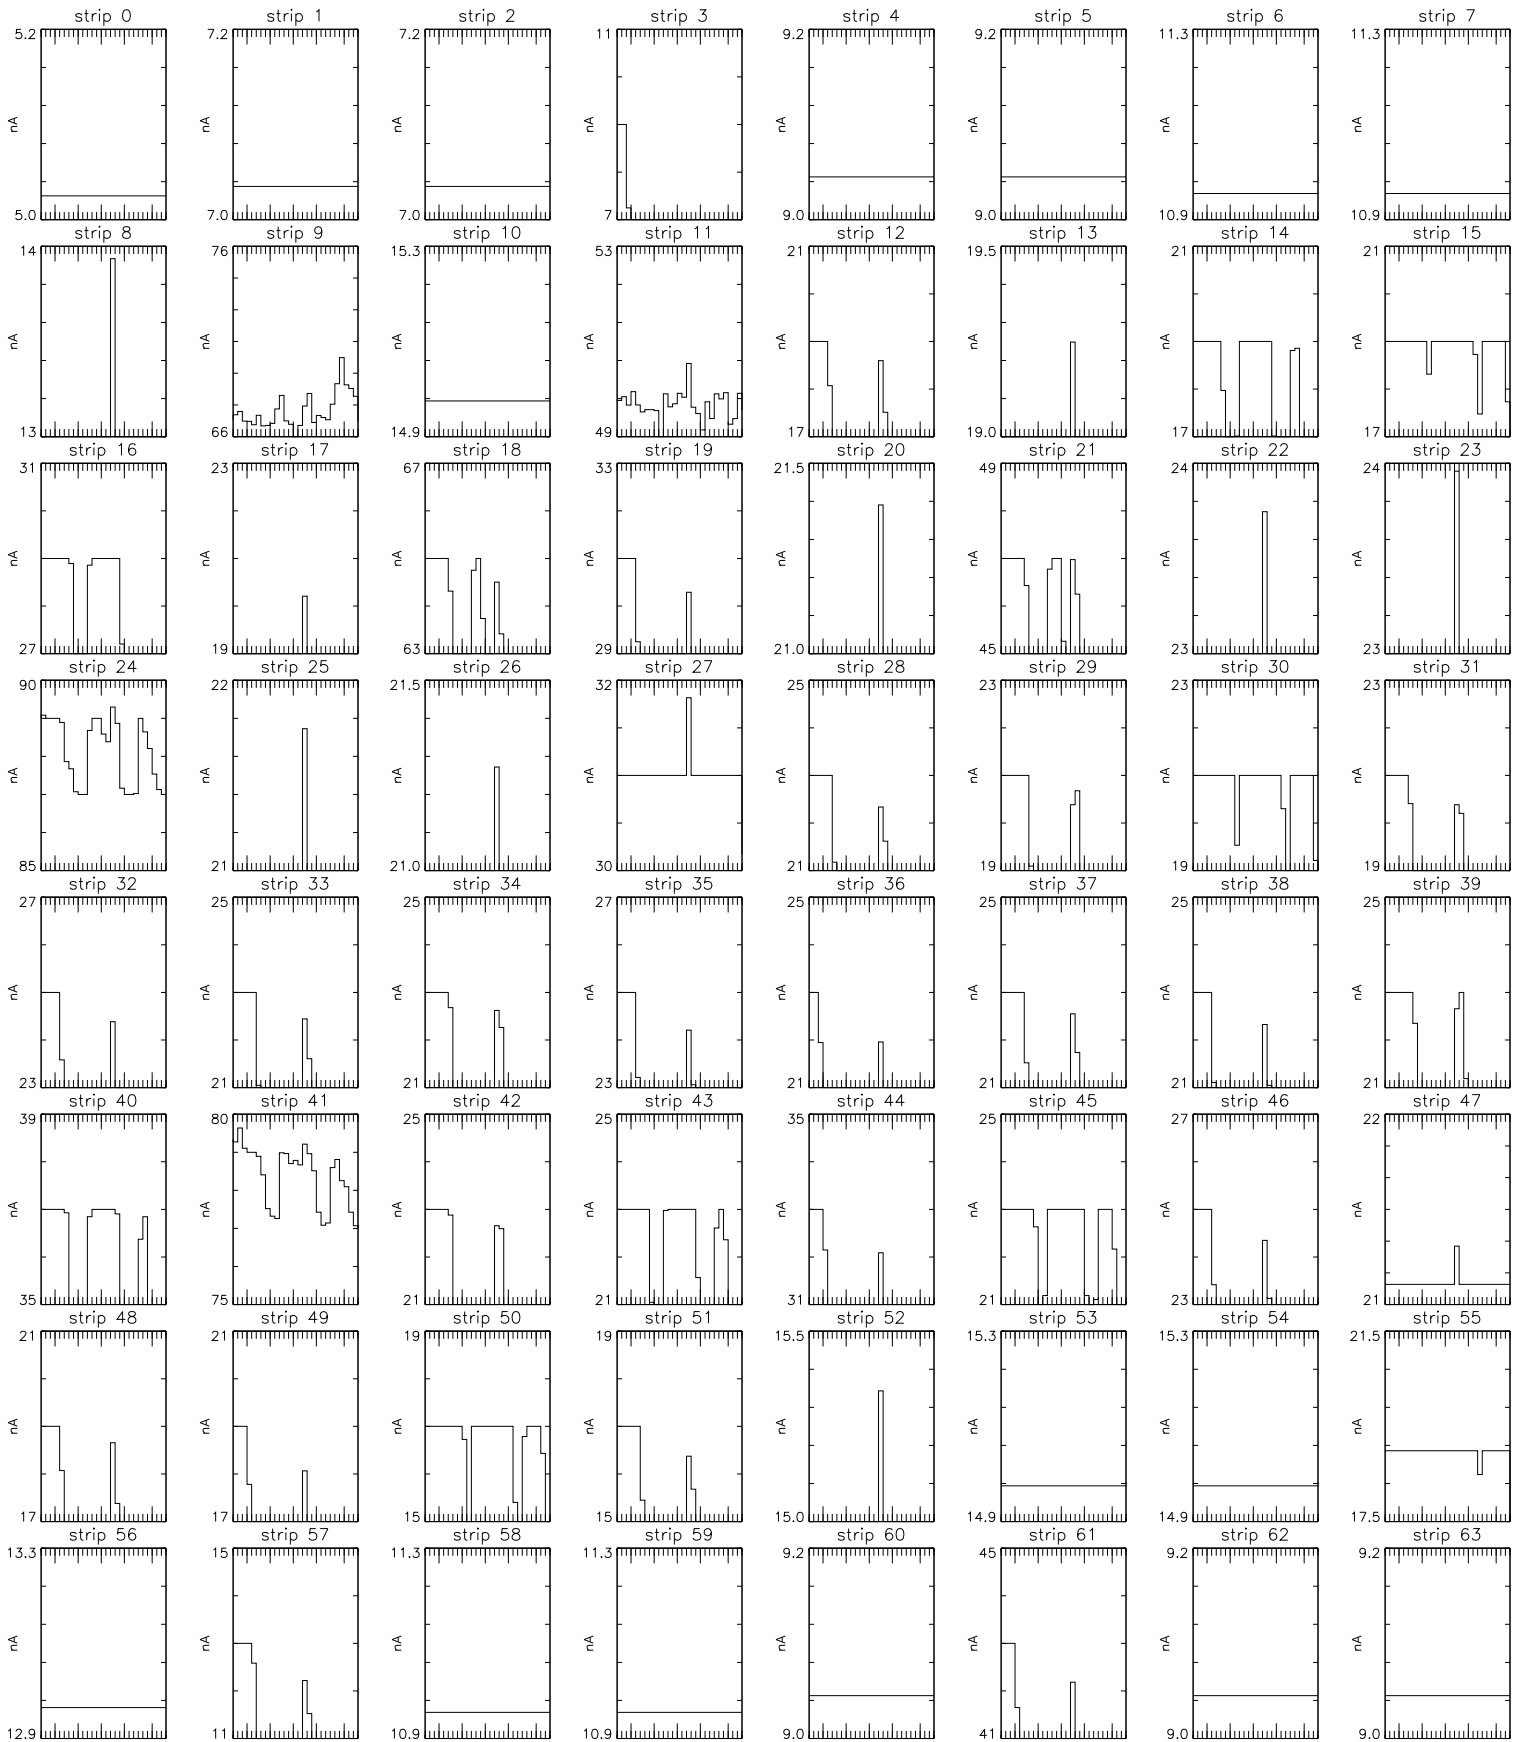 strip 0 strip 1 strip 2 strip 3 strip 4 strip 5 strip 6 strip 7
5.2 7.2 7.2 11 9.2 9.2 11.3 11.3
nA nA nA nA nA nA nA nA
5.0 7.0 7.0 7 9.0 9.0 10.9 10.9
strip 8 strip 9 strip 10 strip 11 strip 12 strip 13 strip 14 strip 15
14 76 15.3 53 21 19.5 21 21
nA nA nA nA nA nA nA nA
13 66 14.9 49 17 19.0 17 17
strip 16 strip 17 strip 18 strip 19 strip 20 strip 21 strip 22 strip 23
31 23 67 33 21.5 49 24 24
nA nA nA nA nA nA nA nA
27 19 63 29 21.0 45 23 23
strip 24 strip 25 strip 26 strip 27 strip 28 strip 29 strip 30 strip 31
90 22 21.5 32 25 23 23 23
nA nA nA nA nA nA nA nA
85 21 21.0 30 21 19 19 19
strip 32 strip 33 strip 34 strip 35 strip 36 strip 37 strip 38 strip 39
27 25 25 27 25 25 25 25
nA nA nA nA nA nA nA nA
23 21 21 23 21 21 21 21
strip 40 strip 41 strip 42 strip 43 strip 44 strip 45 strip 46 strip 47
39 80 25 25 35 25 27 22
nA nA nA nA nA nA nA nA
35 75 21 21 31 21 23 21
strip 48 strip 49 strip 50 strip 51 strip 52 strip 53 strip 54 strip 55
21 21 19 19 15.5 15.3 15.3 21.5
nA nA nA nA nA nA nA nA
17 17 15 15 15.0 14.9 14.9 17.5
strip 56 strip 57 strip 58 strip 59 strip 60 strip 61 strip 62 strip 63
13.3 15 11.3 11.3 9.2 45 9.2 9.2
nA nA nA nA nA nA nA nA
12.9 11 10.9 10.9 9.0 41 9.0 9.0